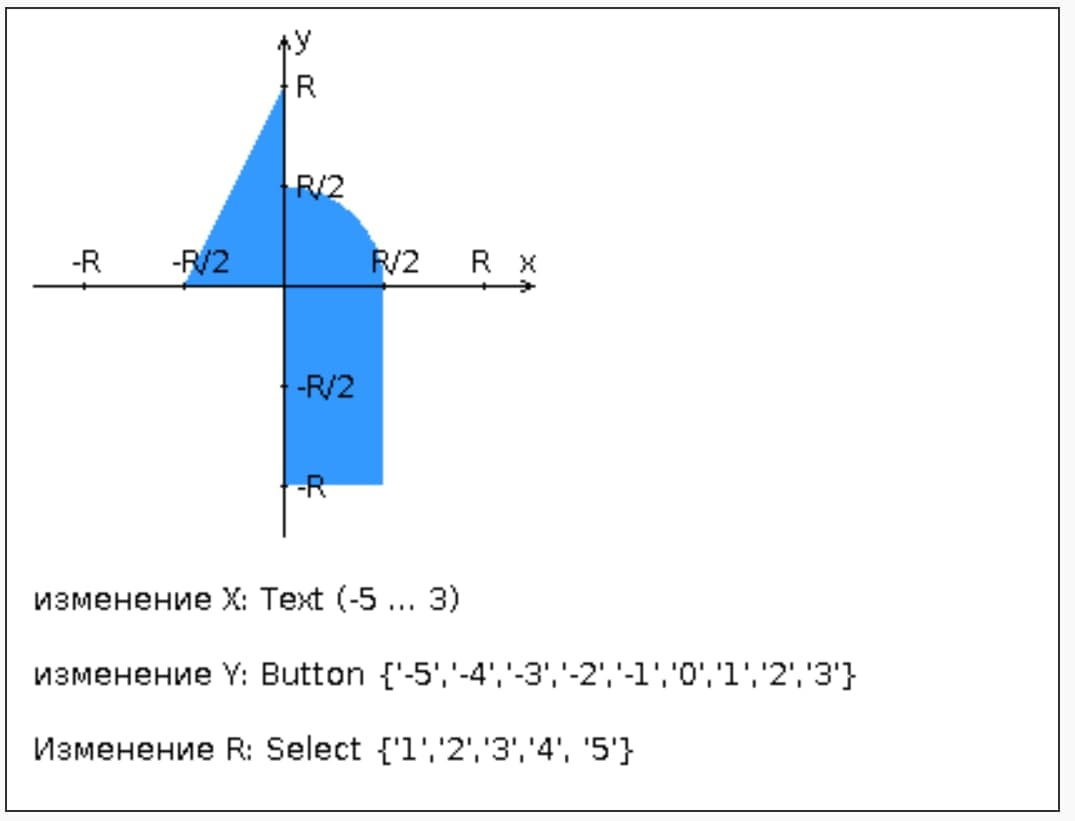 y
R
R/2
-R -R/2 R/2 R x
-R/2
-R
изменение X: Text (-5 ... 3)
изменение Y: Button {'-5','-4','-3','-2','-1','0','1','2','3'}
Изменение R: Select {'1','2','3','4', '5'}